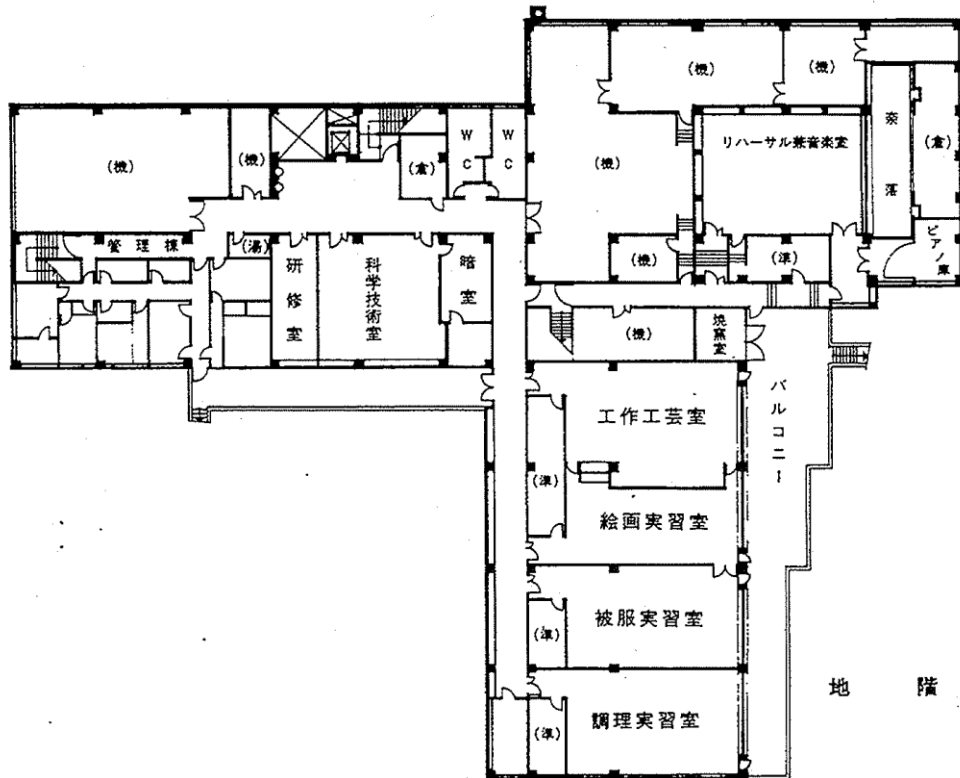 (機)
(機)
(機)
(機)
W
C
W
C
(倉)
(機)
リハーサル兼音楽室
奈落
(倉)
ピアノ庫
管理棟
(湯)
研修室
科学技術室
暗室
(機)
(準)
(機)
焼窯室
バルコニー
工作工芸室
(準)
絵画実習室
被服実習室
(準)
調理実習室
(準)
地階